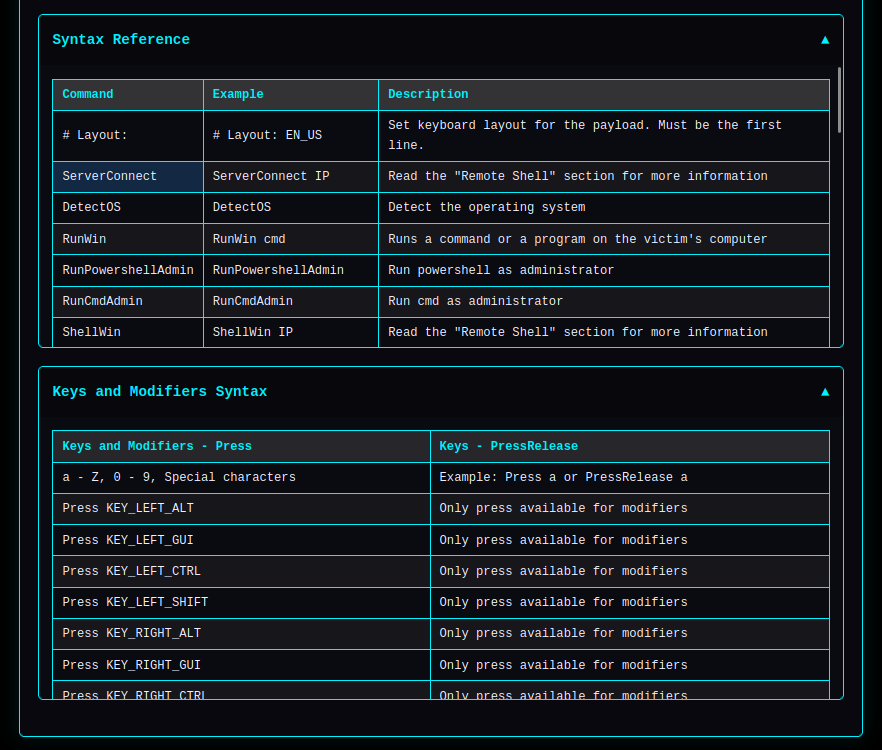 Syntax Reference ▲
Command Example Description
# Layout: # Layout: EN_US Set keyboard layout for the payload. Must be the first
line.
ServerConnect ServerConnect IP Read the "Remote Shell" section for more information
DetectOS DetectOS Detect the operating system
RunWin RunWin cmd Runs a command or a program on the victim's computer
RunPowershellAdmin RunPowershellAdmin Run powershell as administrator
RunCmdAdmin RunCmdAdmin Run cmd as administrator
ShellWin ShellWin IP Read the "Remote Shell" section for more information
Keys and Modifiers Syntax ▲
Keys and Modifiers - Press Keys - PressRelease
a - Z, 0 - 9, Special characters Example: Press a or PressRelease a
Press KEY_LEFT_ALT Only press available for modifiers
Press KEY_LEFT_GUI Only press available for modifiers
Press KEY_LEFT_CTRL Only press available for modifiers
Press KEY_LEFT_SHIFT Only press available for modifiers
Press KEY_RIGHT_ALT Only press available for modifiers
Press KEY_RIGHT_GUI Only press available for modifiers
Press KEY_RIGHT_CTRL Only press available for modifiers